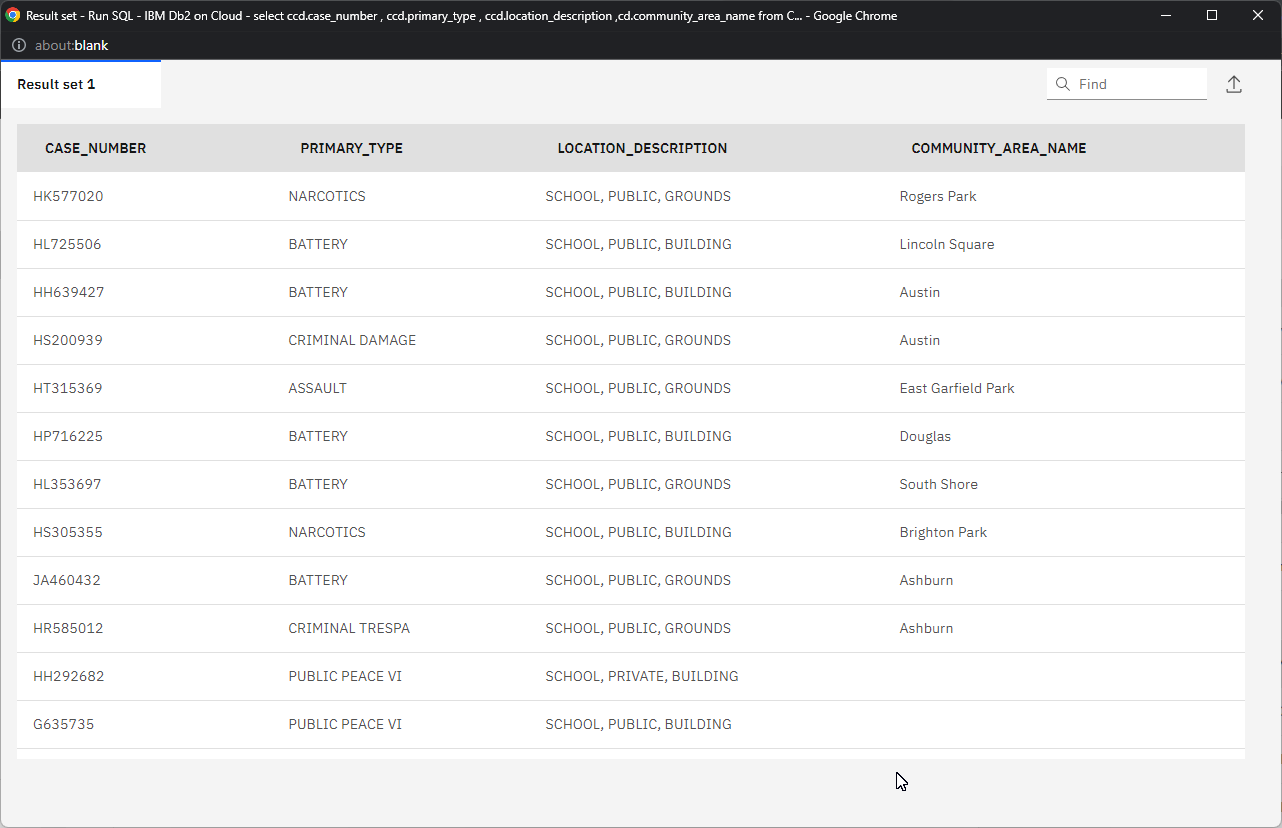 Result set - Run SQL - IBM Db2 on Cloud - select ccd.case_number , ccd.primary_type , ccd.location_description ,cd.community_area_name from C... - Google Chrome
about:blank
Result set 1 Find
CASE_NUMBER PRIMARY_TYPE LOCATION_DESCRIPTION COMMUNITY_AREA_NAME
HK577020 NARCOTICS SCHOOL, PUBLIC, GROUNDS Rogers Park
HL725506 BATTERY SCHOOL, PUBLIC, BUILDING Lincoln Square
HH639427 BATTERY SCHOOL, PUBLIC, BUILDING Austin
HS200939 CRIMINAL DAMAGE SCHOOL, PUBLIC, GROUNDS Austin
HT315369 ASSAULT SCHOOL, PUBLIC, GROUNDS East Garfield Park
HP716225 BATTERY SCHOOL, PUBLIC, BUILDING Douglas
HL353697 BATTERY SCHOOL, PUBLIC, GROUNDS South Shore
HS305355 NARCOTICS SCHOOL, PUBLIC, BUILDING Brighton Park
JA460432 BATTERY SCHOOL, PUBLIC, GROUNDS Ashburn
HR585012 CRIMINAL TRESPA SCHOOL, PUBLIC, GROUNDS Ashburn
HH292682 PUBLIC PEACE VI SCHOOL, PRIVATE, BUILDING
G635735 PUBLIC PEACE VI SCHOOL, PUBLIC, BUILDING